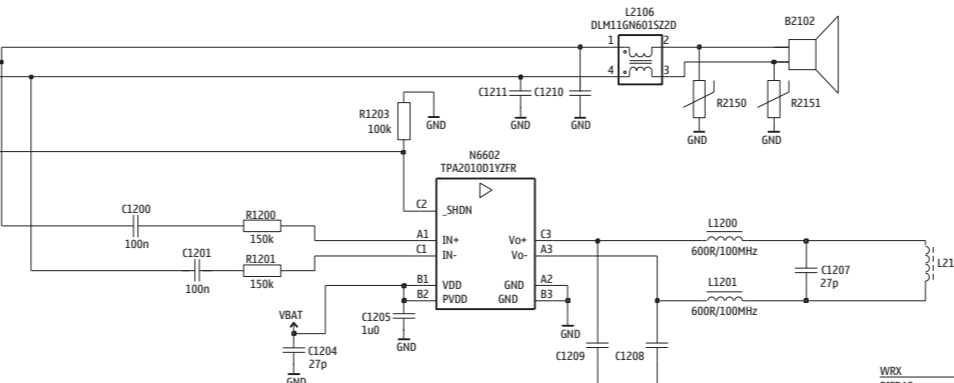 L2106
DLM11GN601SZ2D
B2102
1 2
4 3
C1211 C1210
GND
GND
R2150
R2151
GND
GND
R1203
100k
GND
N6602
TPA2010D1YZFR
C2
_SHDN
C1200
100n
R1200
150k
A1
IN+
Vo+
C3
C1
IN-
Vo-
A3
C1201
100n
R1201
150k
B1
VDD
GND
A2
B2
PVDD
GND
B3
L1200
600R/100MHz
L1201
600R/100MHz
C1207
27p
L21
VBAT
C1205
1u0
GND
GND
C1204
27p
GND
C1209
C1208
WRX